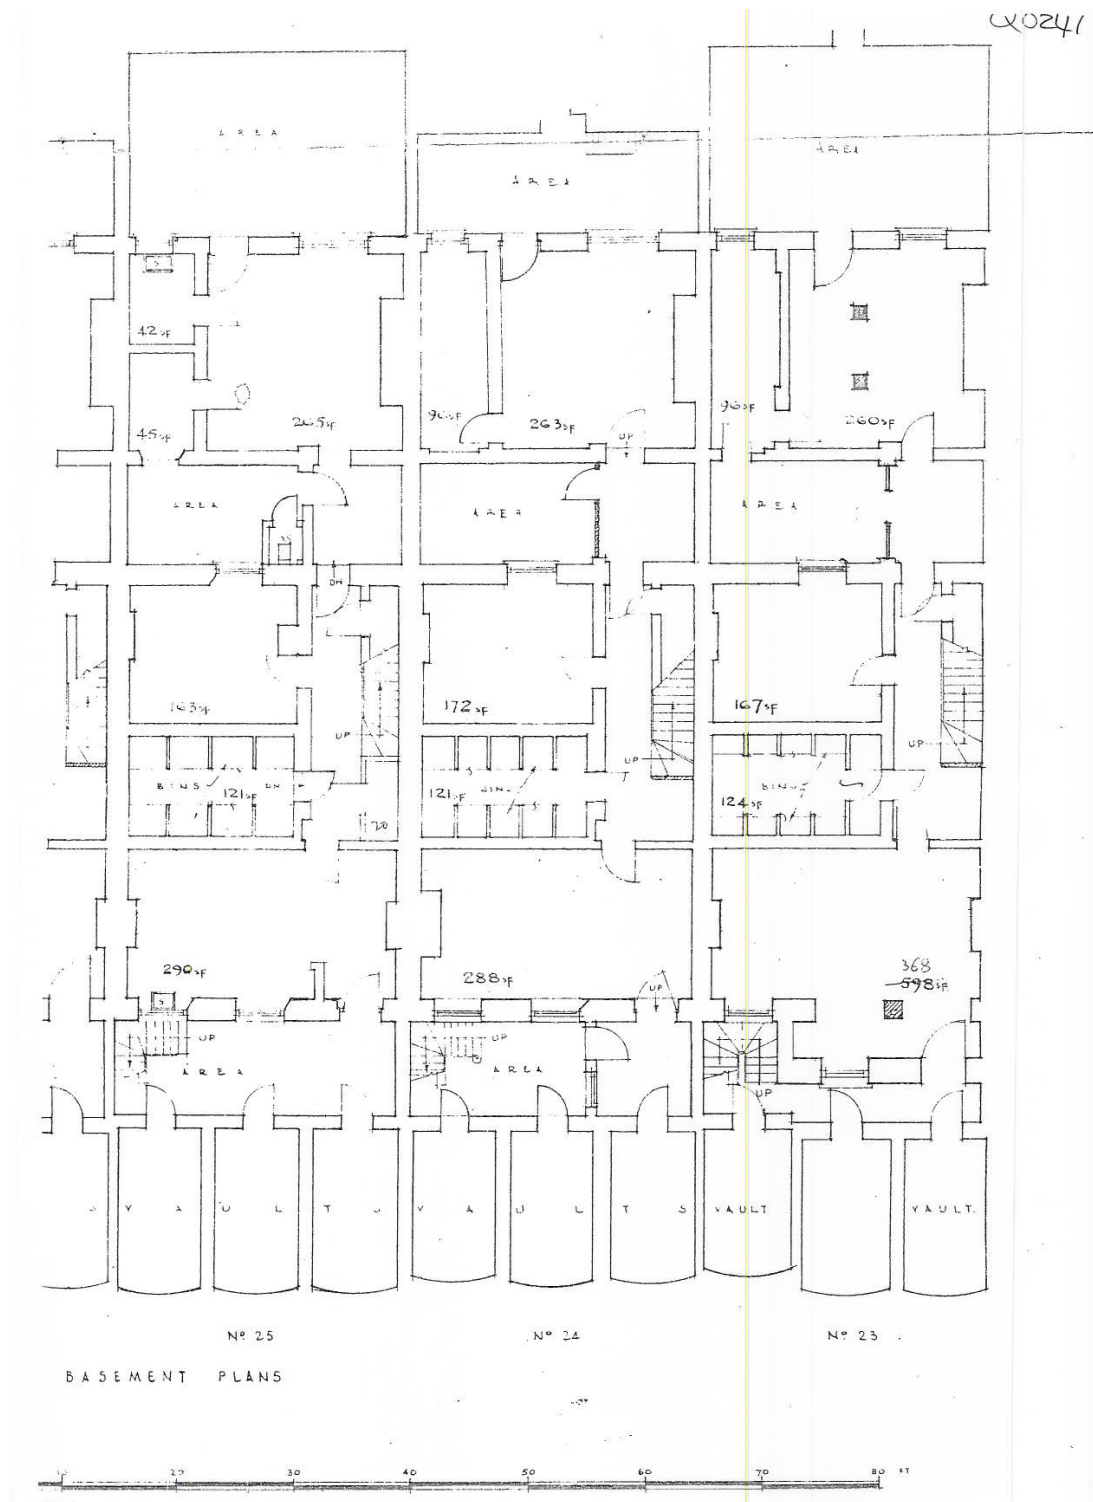 Q0241
AREA
AREA
AREA
S
42SF
45SF
265SF
96SF
263SF
UP
96SF
260SF
AREA
AREA
AREA
DN
163SF
172SF
167SF
UP
UP
UP
BINS
121SF
DN
121SF
BINS
124SF
BINS
290SF
288SF
368
598SF
S
UP
UP
UP
UP
AREA
AREA
S VAULTS VAULTS VAULT VAULT.
Nº 25 Nº 24 Nº 23
BASEMENT PLANS
10 20 30 40 50 60 70 80 FT